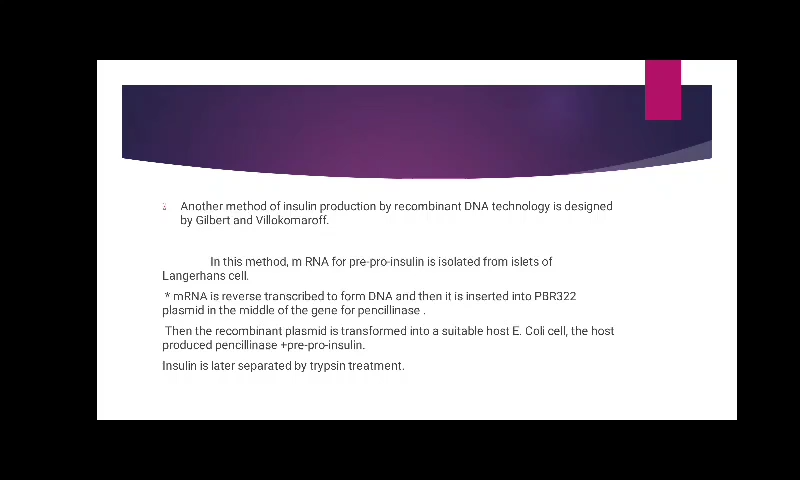 Another method of insulin production by recombinant DNA technology is designed
by Gilbert and Villokomaroff.
In this method, m RNA for pre-pro-insulin is isolated from islets of
Langerhans cell.
* mRNA is reverse transcribed to form DNA and then it is inserted into PBR322
plasmid in the middle of the gene for pencillinase .
Then the recombinant plasmid is transformed into a suitable host E. Coli cell, the host
produced pencillinase +pre-pro-insulin.
Insulin is later separated by trypsin treatment.